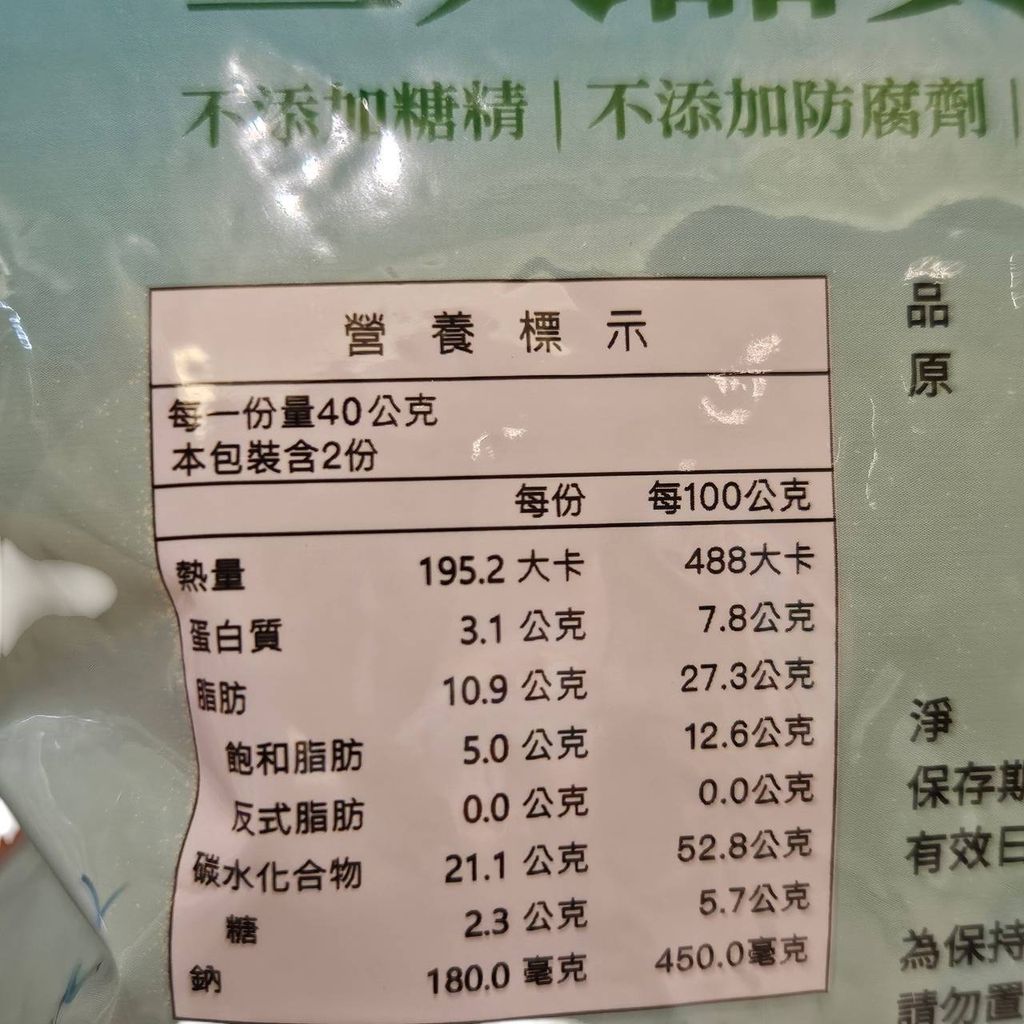 不添加糖精｜不添加防腐劑｜
營養標示
每一份量40公克
本包裝含2份
每份 每100公克
熱量 195.2 大卡 488大卡
蛋白質 3.1 公克 7.8公克
脂肪 10.9 公克 27.3公克
飽和脂肪 5.0 公克 12.6公克
反式脂肪 0.0 公克 0.0公克
碳水化合物 21.1 公克 52.8公克
糖 2.3 公克 5.7公克
鈉 180.0 毫克 450.0毫克
品
原
淨
保存期
有效日
為保持
請勿置